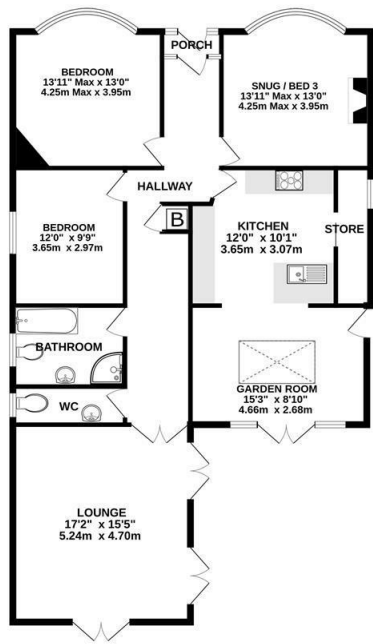 PORCH
BEDROOM
13'11" Max x 13'0"
4.25m Max x 3.95m
SNUG / BED 3
13'11" Max x 13'0"
4.25m Max x 3.95m
HALLWAY
BEDROOM
12'0" x 9'9"
3.65m x 2.97m
B
KITCHEN
12'0" x 10'1"
3.65m x 3.07m
STORE
BATHROOM
WC
GARDEN ROOM
15'3" x 8'10"
4.66m x 2.68m
LOUNGE
17'2" x 15'5"
5.24m x 4.70m